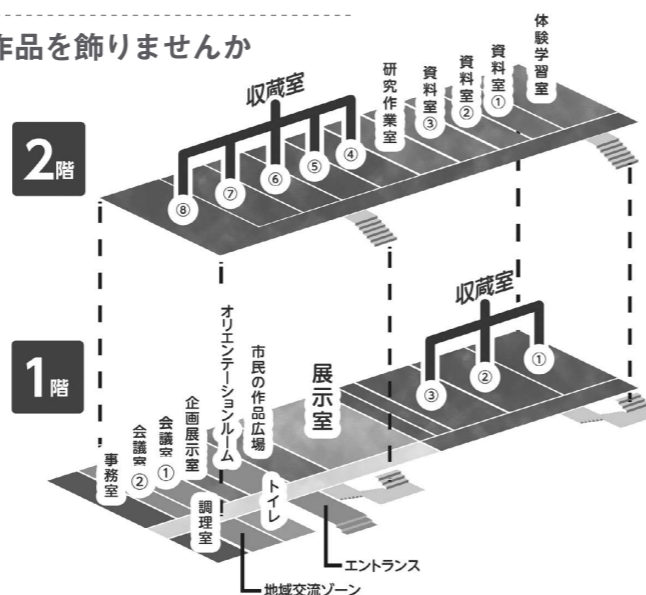 作品を飾りませんか
2階
収蔵室
⑧
⑦
⑥
⑤
④
研究作業室
資料室③
資料室②
資料室①
体験学習室
1階
収蔵室
③
②
①
事務室
会議室②
会議室①
企画展示室
オリエンテーションルーム
市民の作品広場
展示室
調理室
トイレ
エントランス
地域交流ゾーン